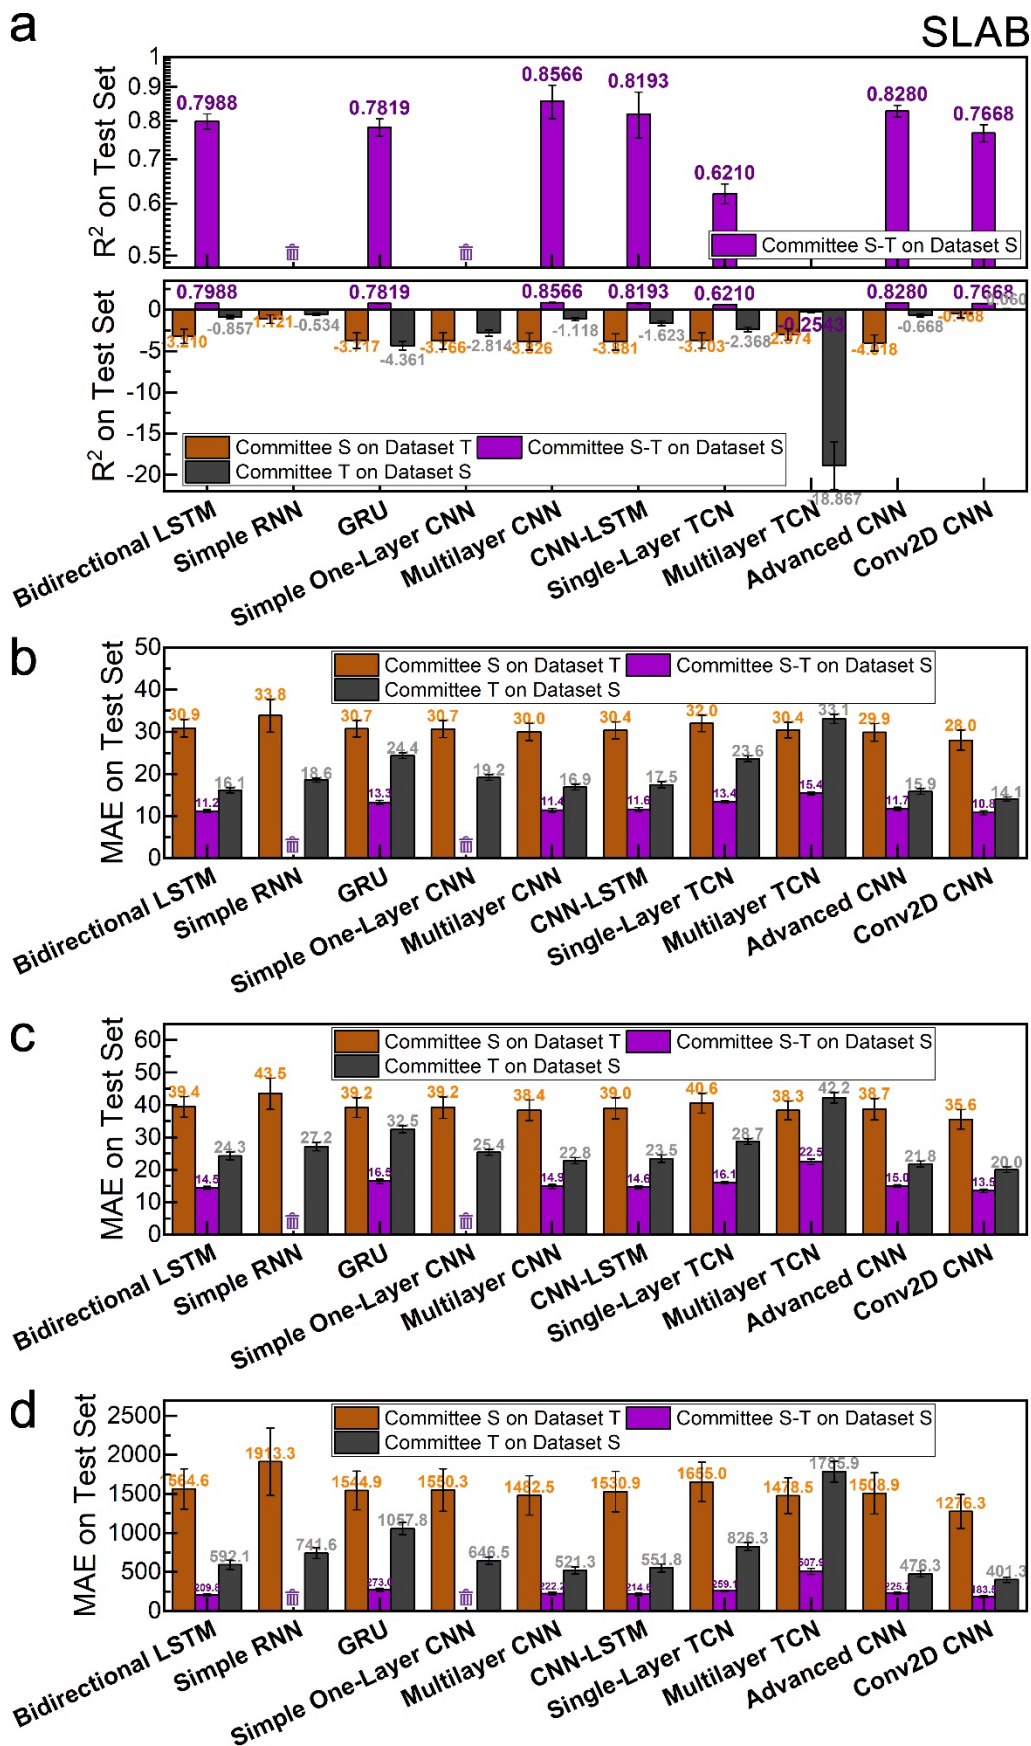 a
SLAB
R² on Test Set
1
0.9
0.8
0.7
0.6
0.5
0.7988
0.7819
0.8566
0.8193
0.6210
0.8280
0.7668
Committee S-T on Dataset S
R² on Test Set
0
-5
-10
-15
-20
0.7988
0.7819
0.8566
0.8193
0.6210
-0.2543
0.8280
0.7668
-0.857
-0.534
-4.361
-2.814
-1.118
-1.623
-2.368
-18.867
-0.668
-4.018
Committee S on Dataset T
Committee S-T on Dataset S
Committee T on Dataset S
Bidirectional LSTM
Simple RNN
GRU
Simple One-Layer CNN
Multilayer CNN
CNN-LSTM
Single-Layer TCN
Multilayer TCN
Advanced CNN
Conv2D CNN
b
MAE on Test Set
50
40
30
20
10
0
Committee S on Dataset T
Committee S-T on Dataset S
Committee T on Dataset S
30.9 11.2 16.1
33.8 18.6
30.7 13.3 24.4
30.7 19.2
30.0 11.4 16.9
30.4 11.6 17.5
32.0 13.4 23.6
30.4 15.4 33.1
29.9 11.7 15.9
28.0 10.8 14.1
Bidirectional LSTM
Simple RNN
GRU
Simple One-Layer CNN
Multilayer CNN
CNN-LSTM
Single-Layer TCN
Multilayer TCN
Advanced CNN
Conv2D CNN
c
MAE on Test Set
60
50
40
30
20
10
0
Committee S on Dataset T
Committee S-T on Dataset S
Committee T on Dataset S
39.4 14.5 24.3
43.5 27.2
39.2 16.5 32.5
39.2 25.4
38.4 14.9 22.8
39.0 14.6 23.5
40.6 16.1 28.7
38.3 22.5 42.2
38.7 15.0 21.8
35.6 13.5 20.0
Bidirectional LSTM
Simple RNN
GRU
Simple One-Layer CNN
Multilayer CNN
CNN-LSTM
Single-Layer TCN
Multilayer TCN
Advanced CNN
Conv2D CNN
d
MAE on Test Set
2500
2000
1500
1000
500
0
Committee S on Dataset T
Committee S-T on Dataset S
Committee T on Dataset S
1564.6 209.8 592.1
1913.3 741.6
1544.9 273.0 1057.8
1550.3 646.5
1482.5 222.2 521.3
1530.9 214.6 551.8
1655.0 259.1 826.3
1478.5 507.9 1785.9
1508.9 225.7 476.3
1276.3 183.5 401.3
Bidirectional LSTM
Simple RNN
GRU
Simple One-Layer CNN
Multilayer CNN
CNN-LSTM
Single-Layer TCN
Multilayer TCN
Advanced CNN
Conv2D CNN